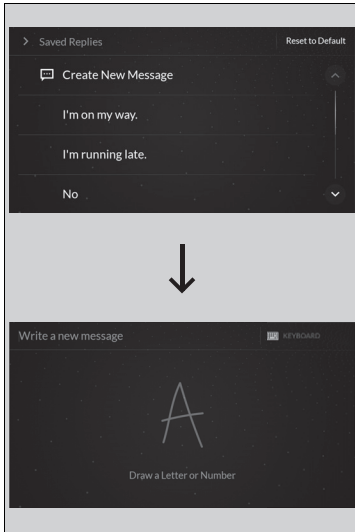 Saved Replies
Reset to Default
Create New Message
I'm on my way.
I'm running late.
No
Write a new message
KEYBOARD
A
Draw a Letter or Number